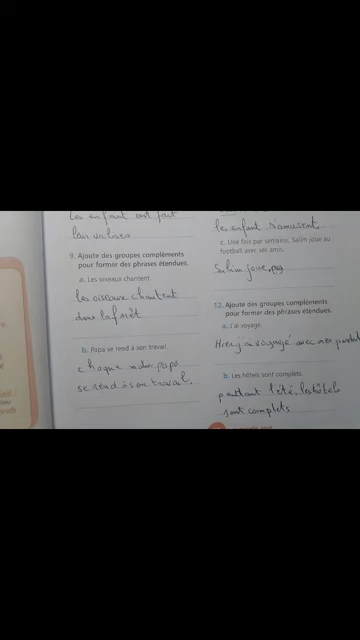 Les enfant ont fait
leur valises
9. Ajoute des groupes compléments
pour former des phrases étendues.
a. Les oiseaux chantent.
les oiseaux chantent
dans la forêt
b. Papa se rend à son travail.
chaque matin papa
se rend à son travail.
les enfant s'amusent.
c. Une fois par semaine, Salim joue au
football avec ses amis.
Salim joue.
12. Ajoute des groupes compléments
pour former des phrases étendues.
a. J'ai voyagé.
Hier, j'ai voyagé avec mes
b. Les hôtels sont complets.
l'été, les hôtels
sont complets